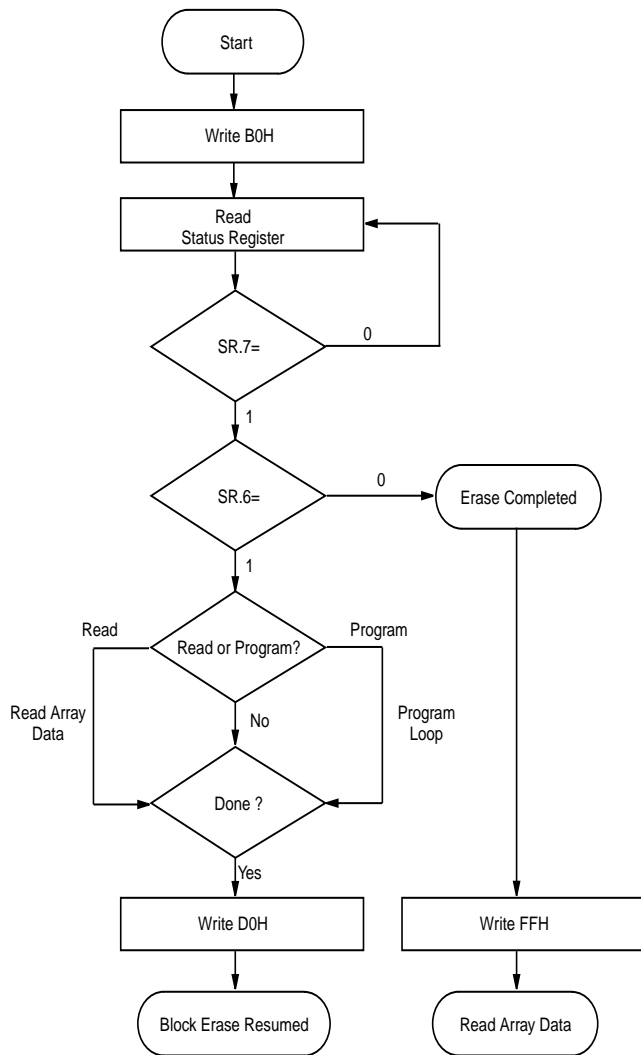 Start
Write B0H
Read
Status Register
SR.7=
0
1
SR.6=
0
Erase Completed
1
Read
Read or Program?
Program
Read Array
Data
No
Program
Loop
Done ?
Yes
Write D0H
Write FFH
Block Erase Resumed
Read Array Data